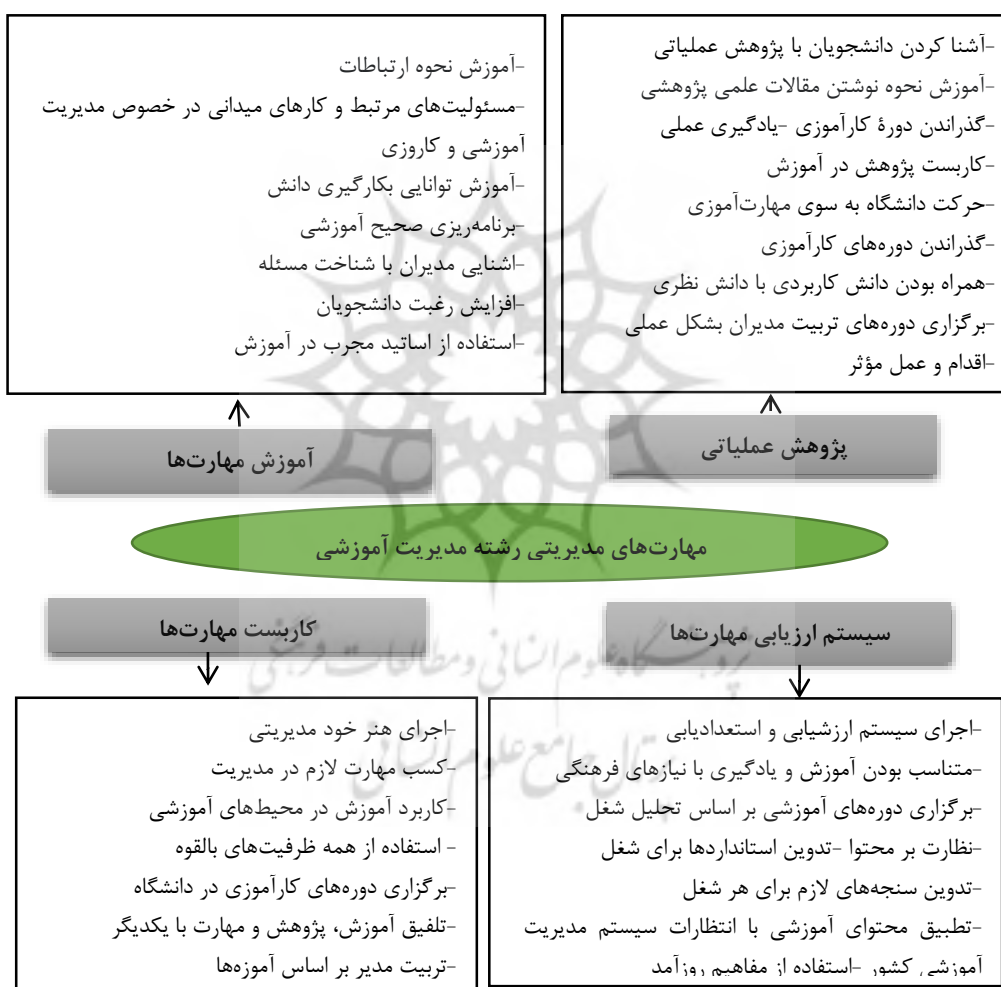 -آشنا کردن دانشجویان با پژوهش عملیاتی
-آموزش نحوه نوشتن مقالات علمی پژوهشی
-گذراندن دورهٔ کارآموزی -یادگیری عملی
-کاربست پژوهش در آموزش
-حرکت دانشگاه به سوی مهارت‌آموزی
-گذراندن دوره‌های کارآموزی
-همراه بودن دانش کاربردی با دانش نظری
-برگزاری دوره‌های تربیت مدیران بشکل عملی
-اقدام و عمل مؤثر
-آموزش نحوه ارتباطات
-مسئولیت‌های مرتبط و کارهای میدانی در خصوص مدیریت
آموزشی و کاروزی
-آموزش توانایی بکارگیری دانش
-برنامه‌ریزی صحیح آموزشی
-اشنایی مدیران با شناخت مسئله
-افزایش رغبت دانشجویان
-استفاده از اساتید مجرب در آموزش
پژوهش عملیاتی
آموزش مهارت‌ها
مهارت‌های مدیریتی رشته مدیریت آموزشی
سیستم ارزیابی مهارت‌ها
کاربست مهارت‌ها
پژوهشگاه علوم انسانی و مطالعات فرهنگی
پرتال جامع علوم انسانی
-اجرای سیستم ارزشیابی و استعدادیابی
-متناسب بودن آموزش و یادگیری با نیازهای فرهنگی
-برگزاری دوره‌های آموزشی بر اساس تحلیل شغل
-نظارت بر محتوا -تدوین استانداردها برای شغل
-تدوین سنجه‌های لازم برای هر شغل
-تطبیق محتوای آموزشی با انتظارات سیستم مدیریت
آموزشی کشور -استفاده از مفاهیم روزآمد
-اجرای هنر خود مدیریتی
-کسب مهارت لازم در مدیریت
-کاربرد آموزش در محیط‌های آموزشی
- استفاده از همه ظرفیت‌های بالقوه
-برگزاری دوره‌های کارآموزی در دانشگاه
-تلفیق آموزش، پژوهش و مهارت با یکدیگر
-تربیت مدیر بر اساس آموزه‌ها